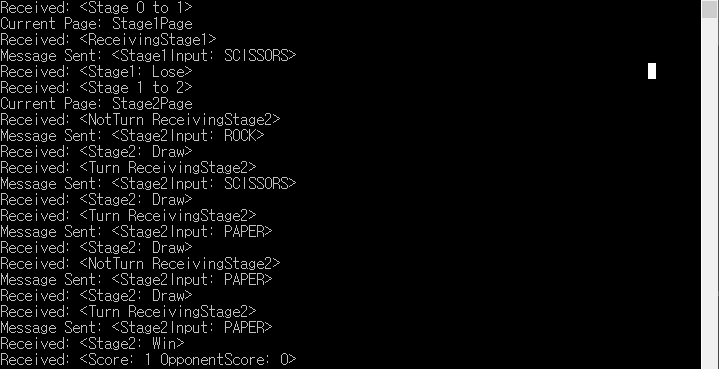 Received: <Stage 0 to 1>
Current Page: Stage1Page
Received: <ReceivingStage1>
Message Sent: <Stage1Input: SCISSORS>
Received: <Stage1: Lose>
Received: <Stage 1 to 2>
Current Page: Stage2Page
Received: <NotTurn ReceivingStage2>
Message Sent: <Stage2Input: ROCK>
Received: <Stage2: Draw>
Received: <Turn ReceivingStage2>
Message Sent: <Stage2Input: SCISSORS>
Received: <Stage2: Draw>
Received: <Turn ReceivingStage2>
Message Sent: <Stage2Input: PAPER>
Received: <Stage2: Draw>
Received: <NotTurn ReceivingStage2>
Message Sent: <Stage2Input: PAPER>
Received: <Stage2: Draw>
Received: <Turn ReceivingStage2>
Message Sent: <Stage2Input: PAPER>
Received: <Stage2: Win>
Received: <Score: 1 OpponentScore: 0>